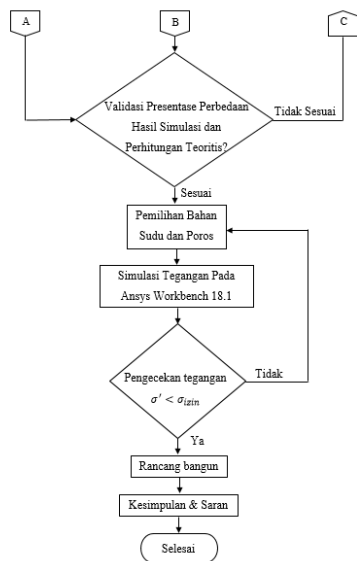 A
B
C
Validasi Presentase Perbedaan
Hasil Simulasi dan
Perhitungan Teoritis?
Tidak Sesuai
Sesuai
Pemilihan Bahan
Sudu dan Poros
Simulasi Tegangan Pada
Ansys Workbench 18.1
Pengecekan tegangan
σ' < σizin
Tidak
Ya
Rancang bangun
Kesimpulan & Saran
Selesai